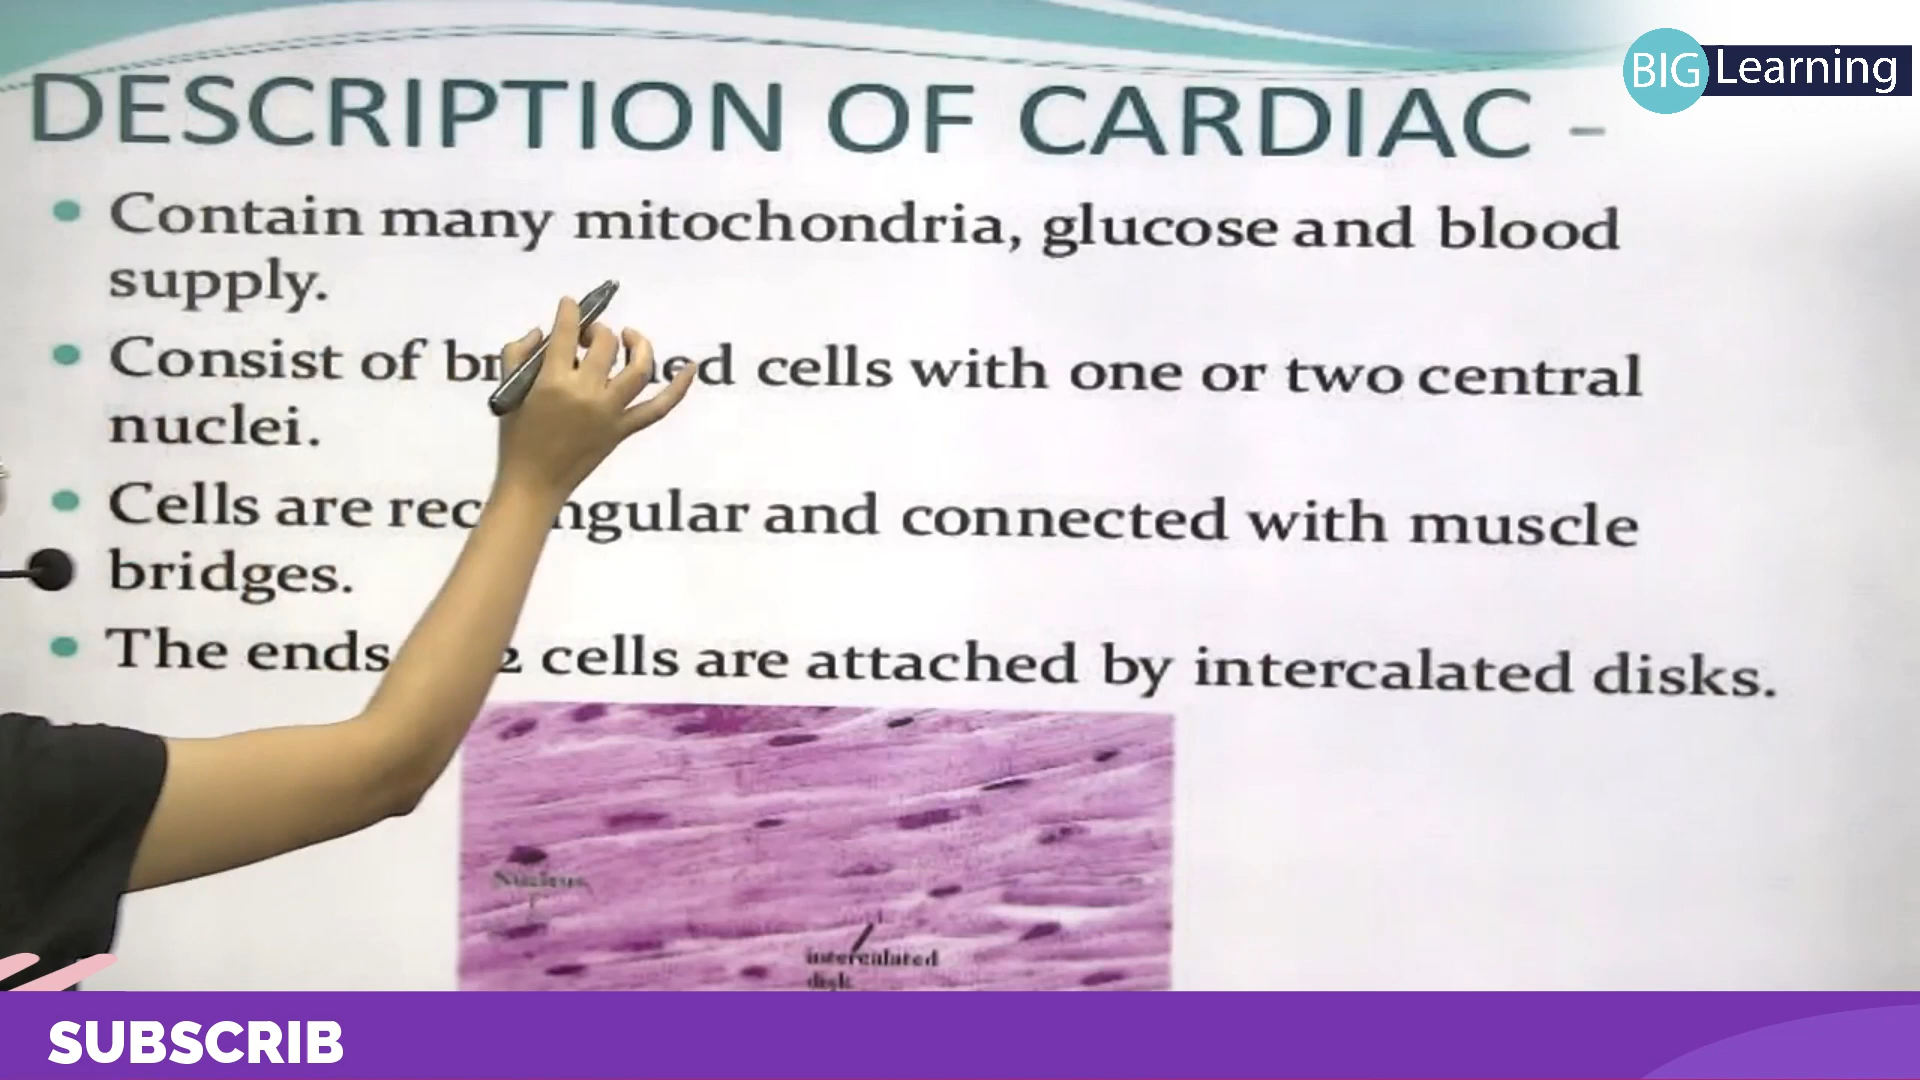 BIG Learning
DESCRIPTION OF CARDIAC -
Contain many mitochondria, glucose and blood
supply.
Consist of cells with one or two central
nuclei.
Cells are and connected with muscle
bridges.
The ends 2 cells are attached by intercalated disks.
Nucleus
intercalated
disk
SUBSCRIB